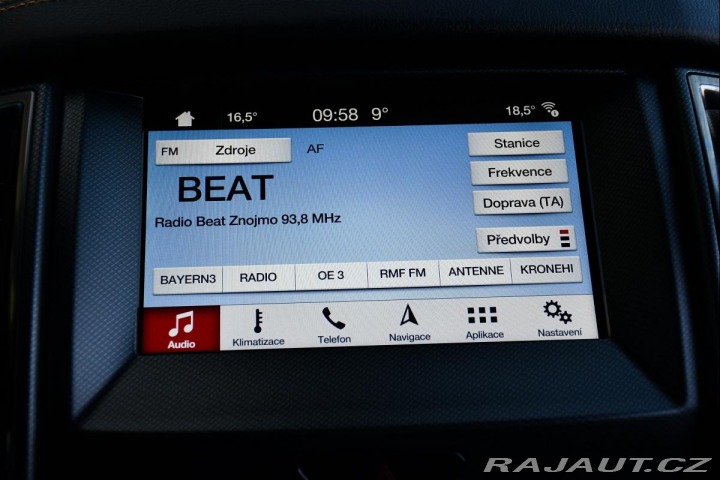 16,5° 09:58 9° 18,5°
FM Zdroje AF Stanice
Frekvence
BEAT
Doprava (TA)
Radio Beat Znojmo 93,8 MHz
Předvolby
BAYERN3 RADIO OE 3 RMF FM ANTENNE KRONEHI
Audio Klimatizace Telefon Navigace Aplikace Nastavení
RAJAUT.CZ